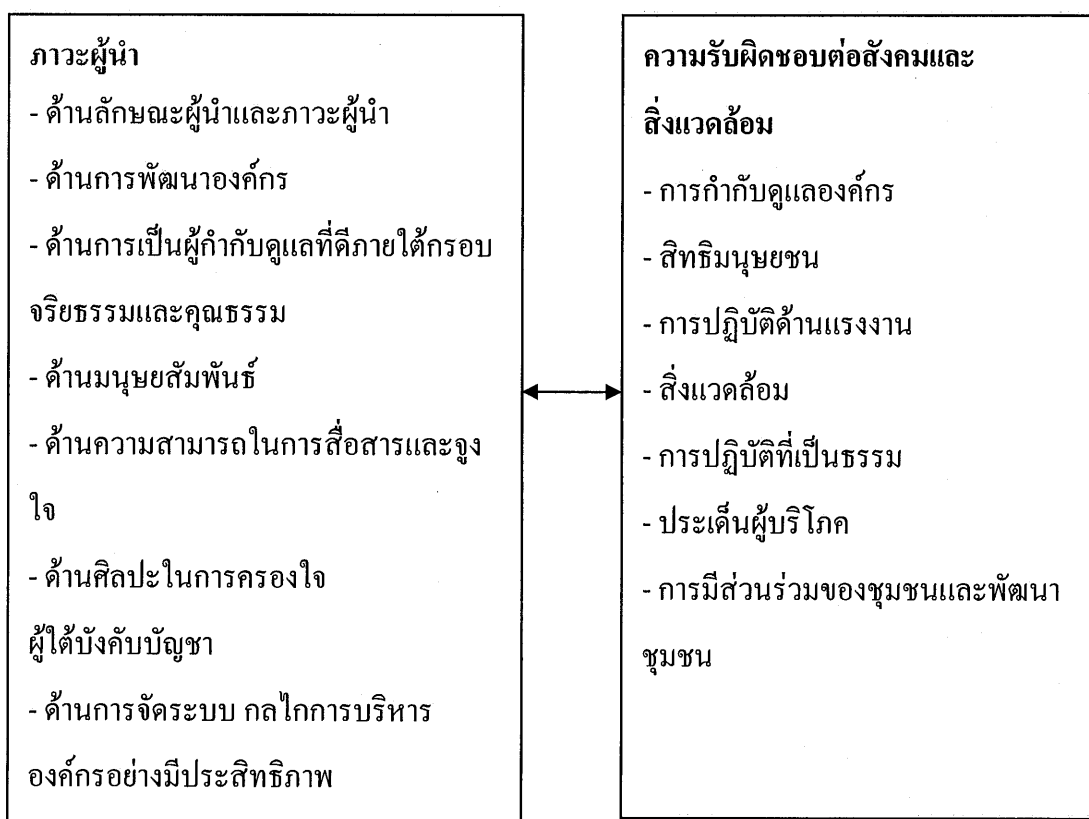 ภาวะผู้นำ
- ด้านลักษณะผู้นำและภาวะผู้นำ
- ด้านการพัฒนาองค์กร
- ด้านการเป็นผู้กำกับดูแลที่ดีภายใต้กรอบ
จริยธรรมและคุณธรรม
- ด้านมนุษยสัมพันธ์
- ด้านความสามารถในการสื่อสารและจูง
ใจ
- ด้านศิลปะในการครองใจ
ผู้ใต้บังคับบัญชา
- ด้านการจัดระบบ กลไกการบริหาร
องค์กรอย่างมีประสิทธิภาพ
ความรับผิดชอบต่อสังคมและ
สิ่งแวดล้อม
- การกำกับดูแลองค์กร
- สิทธิมนุษยชน
- การปฏิบัติด้านแรงงาน
- สิ่งแวดล้อม
- การปฏิบัติที่เป็นธรรม
- ประเด็นผู้บริโภค
- การมีส่วนร่วมของชุมชนและพัฒนา
ชุมชน